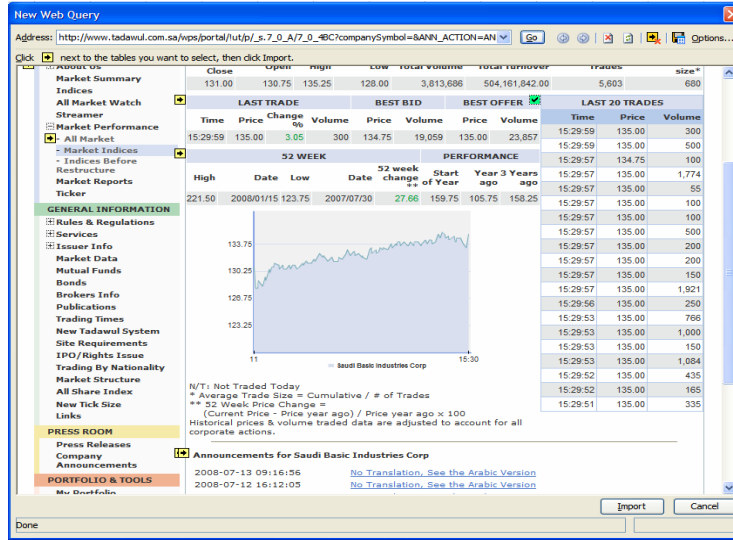 New Web Query
Address: http://www.tadawul.com.sa/wps/portal/!ut/p/_s.7_0_A/7_0_4BC?companySymbol=&ANN_ACTION=AN Go Options...
Click next to the tables you want to select, then click Import.
About Us
Market Summary
Indices
All Market Watch
Streamer
Market Performance
- All Market
- Market Indices
- Indices Before
Restructure
Market Reports
Ticker
GENERAL INFORMATION
Rules & Regulations
Services
Issuer Info
Market Data
Mutual Funds
Bonds
Brokers Info
Publications
Trading Times
New Tadawul System
Site Requirements
IPO/Rights Issue
Trading By Nationality
Market Structure
All Share Index
New Tick Size
Links
PRESS ROOM
Press Releases
Company
Announcements
PORTFOLIO & TOOLS
My Portfolio
Close Open High Low Total Volume Total Turnover Trades size*
131.00 130.75 135.25 128.00 3,813,686 504,161,842.00 5,603 680
LAST TRADE BEST BID BEST OFFER
Time Price Change % Volume Price Volume Price Volume
15:29:59 135.00 3.05 300 134.75 19,059 135.00 23,857
52 WEEK PERFORMANCE
High Date Low Date 52 week change ** Start of Year Year ago 3 Years ago
221.50 2008/01/15 123.75 2007/07/30 27.66 159.75 105.75 158.25
133.75
130.25
128.75
123.25
11 15:30
Saudi Basic Industries Corp
N/T: Not Traded Today
* Average Trade Size = Cumulative / # of Trades
** 52 Week Price Change =
(Current Price - Price year ago) / Price year ago x 100
Historical prices & volume traded data are adjusted to account for all
corporate actions.
Announcements for Saudi Basic Industries Corp
2008-07-13 09:16:56 No Translation, See the Arabic Version
2008-07-12 16:12:05 No Translation, See the Arabic Version
LAST 20 TRADES
Time Price Volume
15:29:59 135.00 300
15:29:59 135.00 500
15:29:57 134.75 100
15:29:57 135.00 1,774
15:29:57 135.00 55
15:29:57 135.00 100
15:29:57 135.00 100
15:29:57 135.00 500
15:29:57 135.00 200
15:29:57 135.00 200
15:29:57 135.00 150
15:29:57 135.00 1,921
15:29:56 135.00 250
15:29:53 135.00 766
15:29:53 135.00 1,000
15:29:53 135.00 150
15:29:53 135.00 1,084
15:29:52 135.00 435
15:29:52 135.00 165
15:29:51 135.00 335
Import Cancel
Done